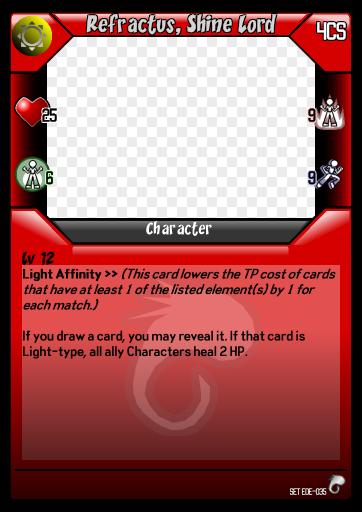 Refractus, Shine Lord
4CS
25
9
6
9
Character
Lv 12
Light Affinity >> (This card lowers the TP cost of cards
that have at least 1 of the listed element(s) by 1 for
each match.)
If you draw a card, you may reveal it. If that card is
Light-type, all ally Characters heal 2 HP.
SET EOE-035